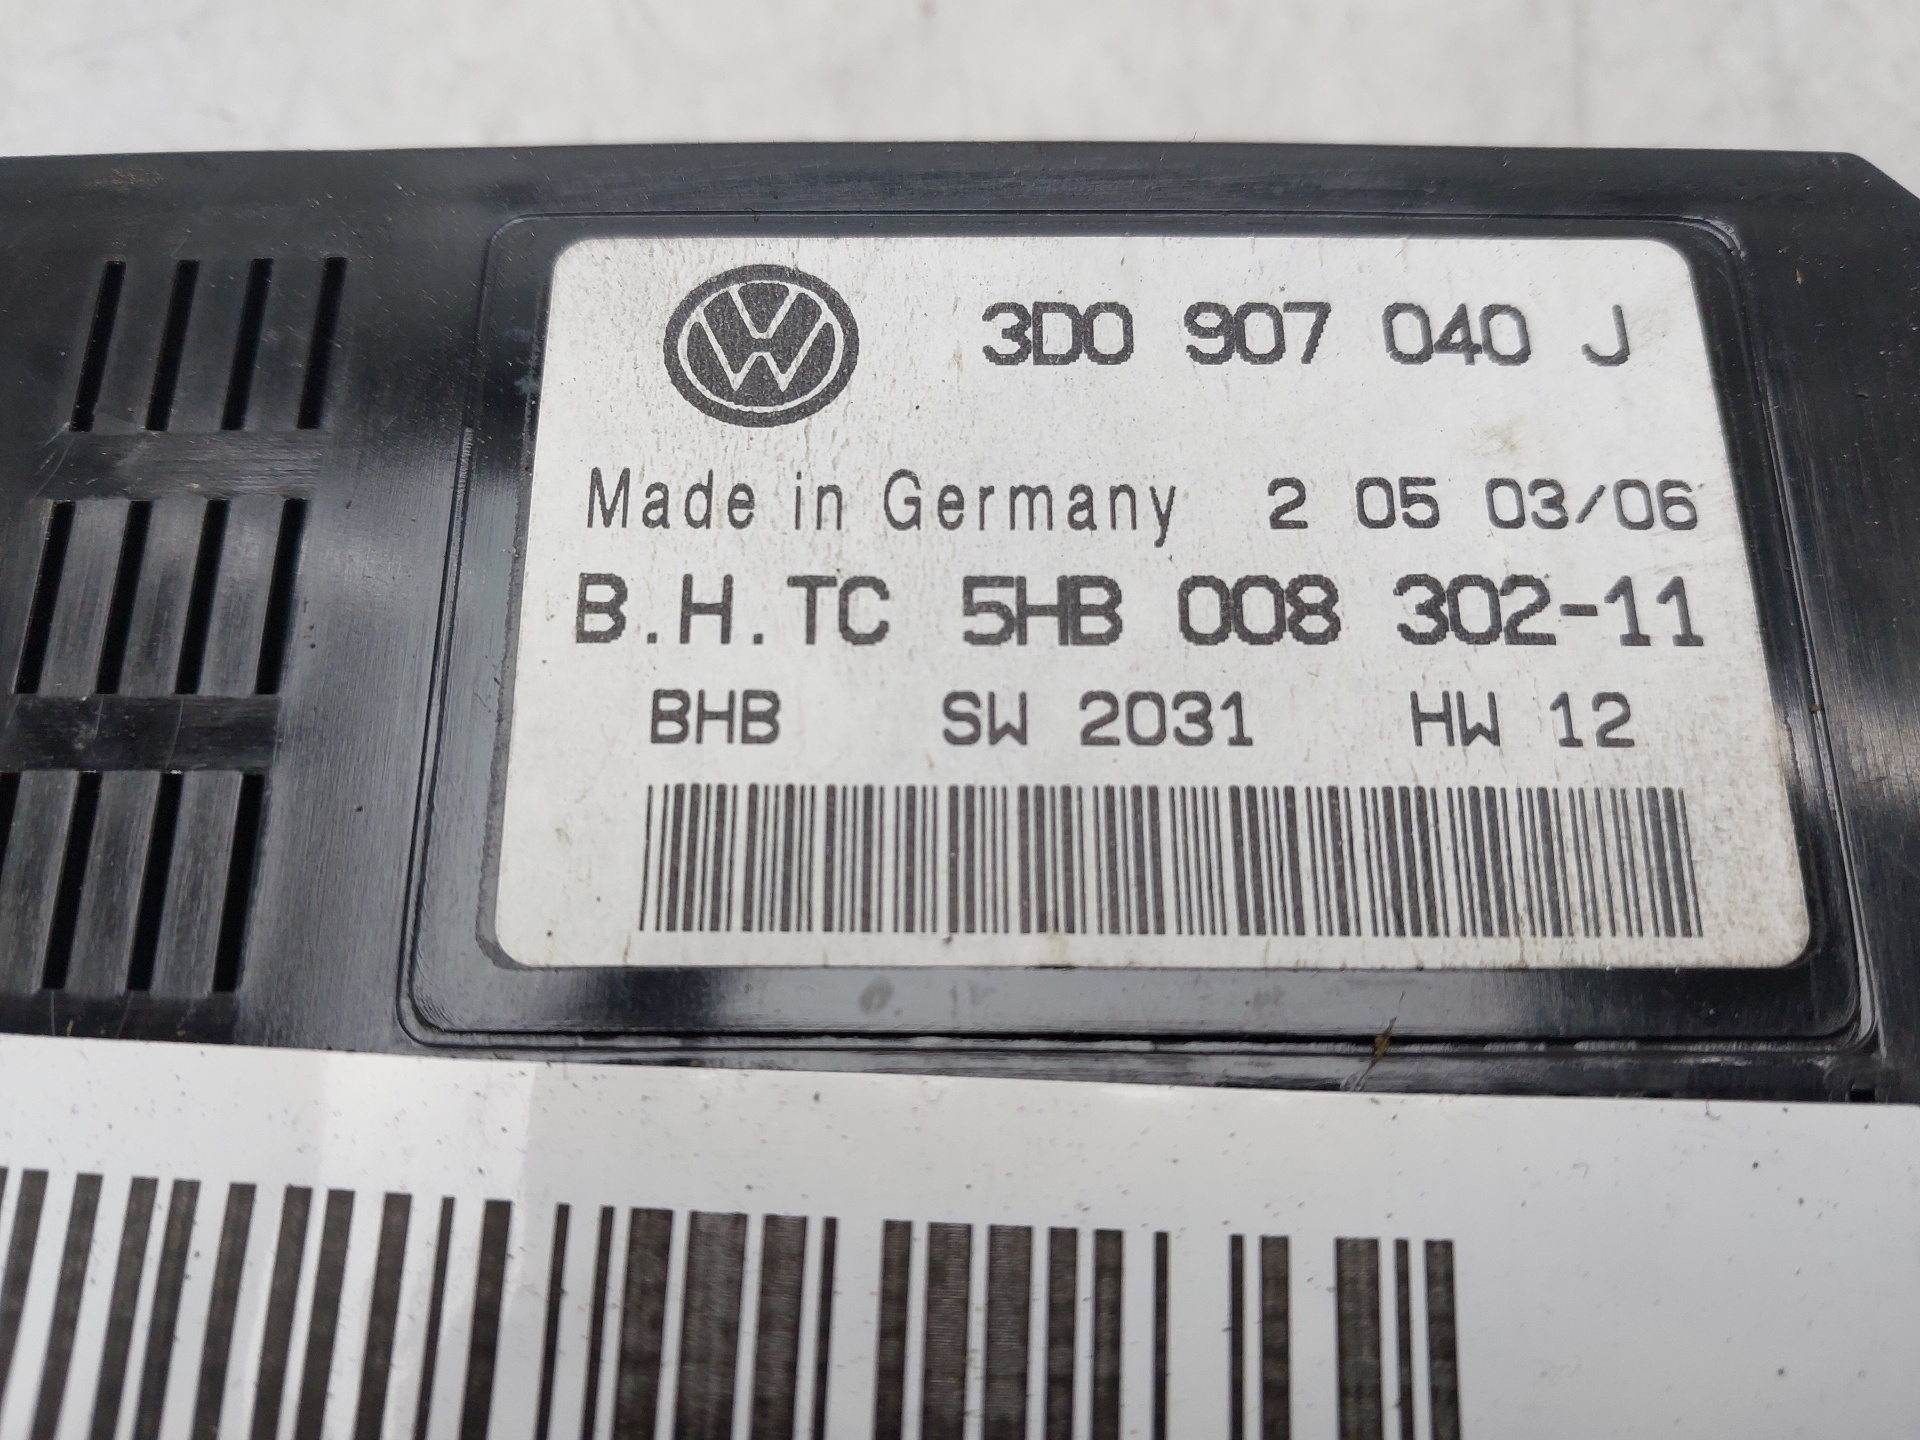 3D0 907 040 J
Made in Germany 2 05 03/06
B.H.TC 5HB 008 302-11
BHB SW 2031 HW 12